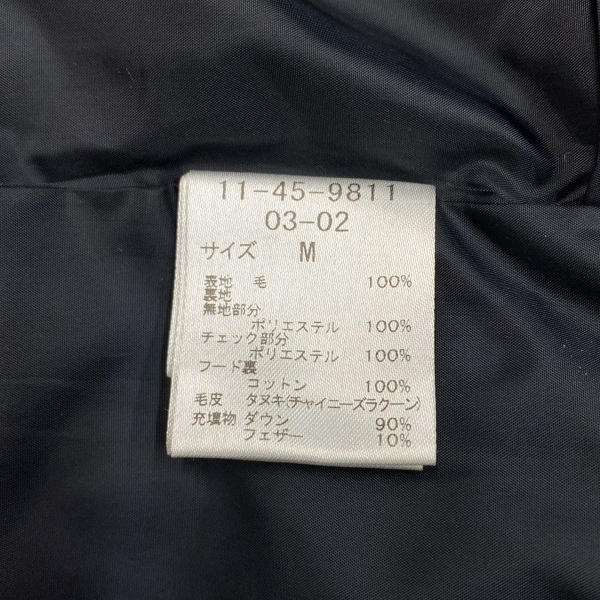 11-45-9811
03-02
サイズ M
表地 毛 100%
裏地
無地部分
ポリエステル 100%
チェック部分
ポリエステル 100%
フード裏
コットン 100%
毛皮 タヌキ(チャイニーズラクーン)
充填物 ダウン 90%
フェザー 10%